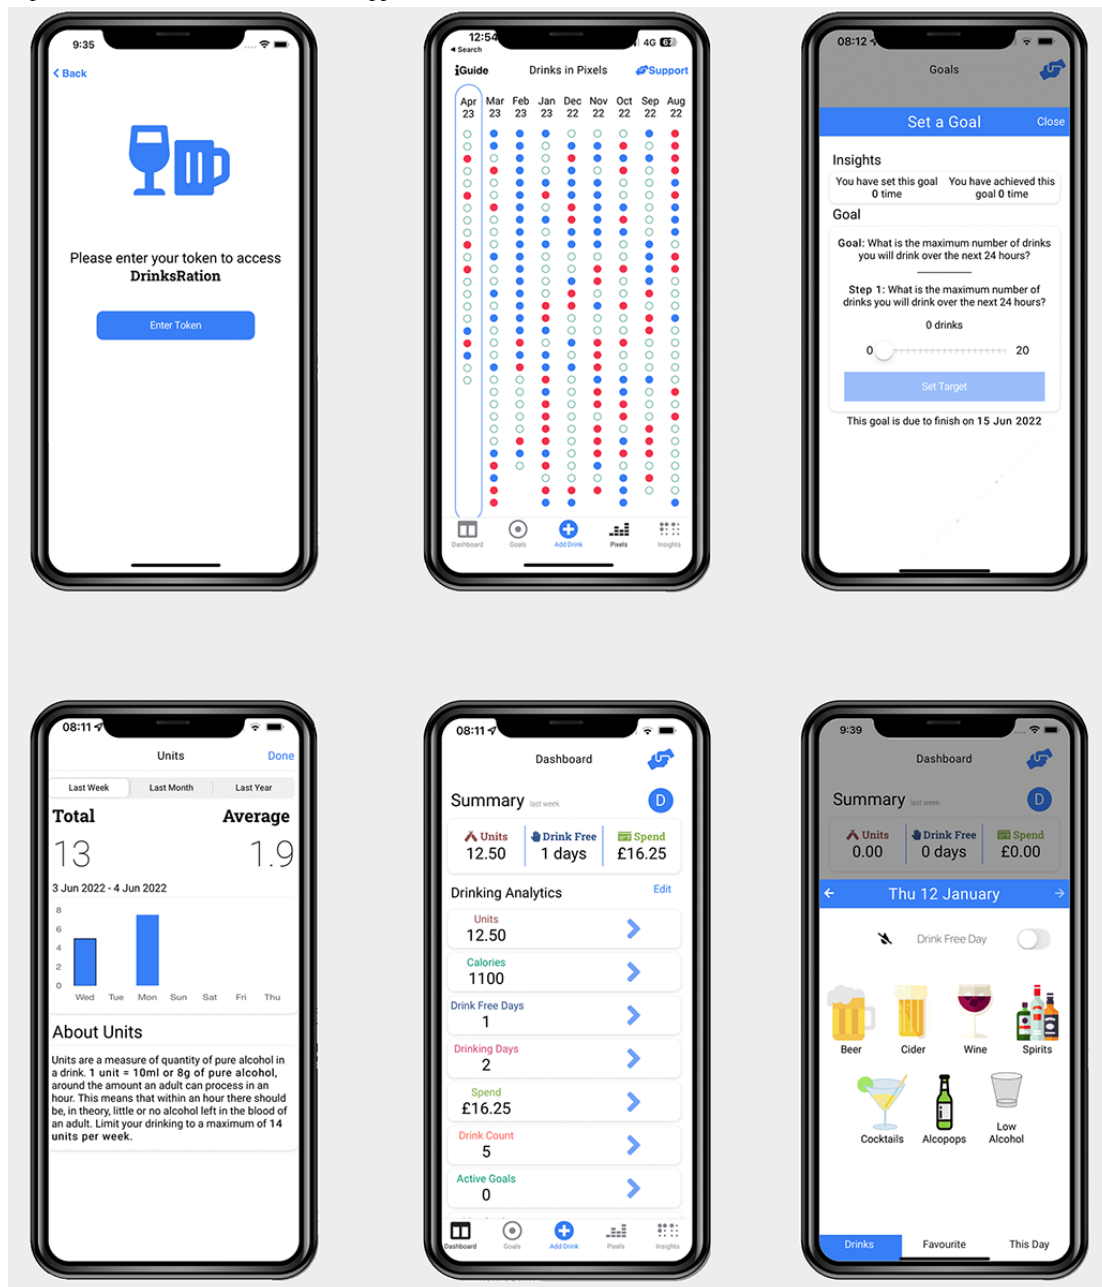 9:35
Back
Please enter your token to access
DrinksRation
Enter Token
12:54
4G 67
Search
iGuide Drinks in Pixels Support
Apr Mar Feb Jan Dec Nov Oct Sep Aug
23 23 23 23 22 22 22 22 22
Dashboard Goals Add Drink Pixels Insights
08:12
Goals
Set a Goal Close
Insights
You have set this goal You have achieved this
0 time goal 0 time
Goal
Goal: What is the maximum number of drinks
you will drink over the next 24 hours?
Step 1: What is the maximum number of
drinks you will drink over the next 24 hours?
0 drinks
0 20
Set Target
This goal is due to finish on 15 Jun 2022
08:11
Units Done
Last Week Last Month Last Year
Total Average
13 1.9
3 Jun 2022 - 4 Jun 2022
8
6
4
2
0
Wed Tue Mon Sun Sat Fri Thu
About Units
Units are a measure of quantity of pure alcohol in
a drink. 1 unit = 10ml or 8g of pure alcohol,
around the amount an adult can process in an
hour. This means that within an hour there should
be, in theory, little or no alcohol left in the blood of
an adult. Limit your drinking to a maximum of 14
units per week.
08:11
Dashboard
Summary last week D
Units Drink Free Spend
12.50 1 days £16.25
Drinking Analytics Edit
Units
12.50
Calories
1100
Drink Free Days
1
Drinking Days
2
Spend
£16.25
Drink Count
5
Active Goals
0
Dashboard Goals Add Drink Pixels Insights
9:39
Dashboard
Summary last week D
Units Drink Free Spend
0.00 0 days £0.00
Thu 12 January
Drink Free Day
Beer Cider Wine Spirits
Cocktails Alcopops Low
Alcohol
Drinks Favourite This Day